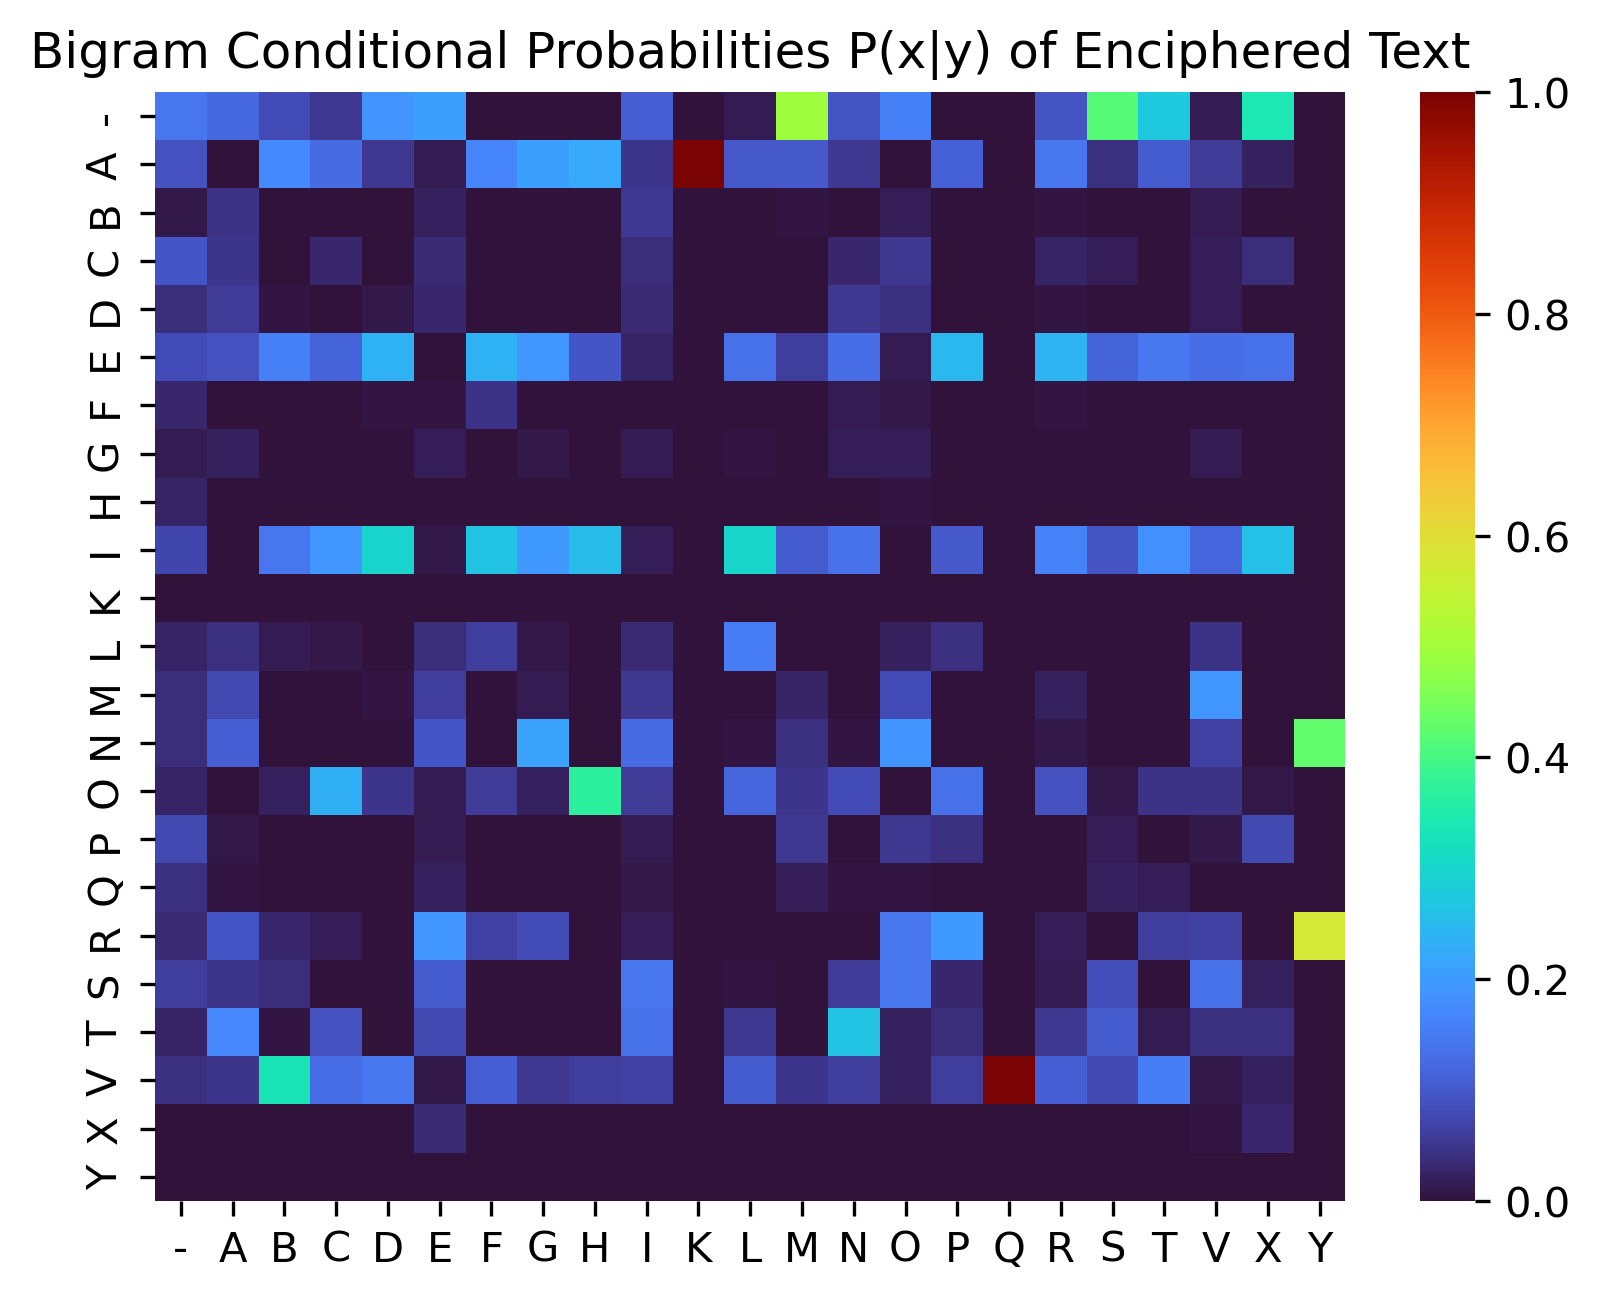 Bigram Conditional Probabilities P(x|y) of Enciphered Text
-
A
B
C
D
E
F
G
H
I
K
L
M
N
O
P
Q
R
S
T
V
X
Y
- A B C D E F G H I K L M N O P Q R S T V X Y
1.0
0.8
0.6
0.4
0.2
0.0